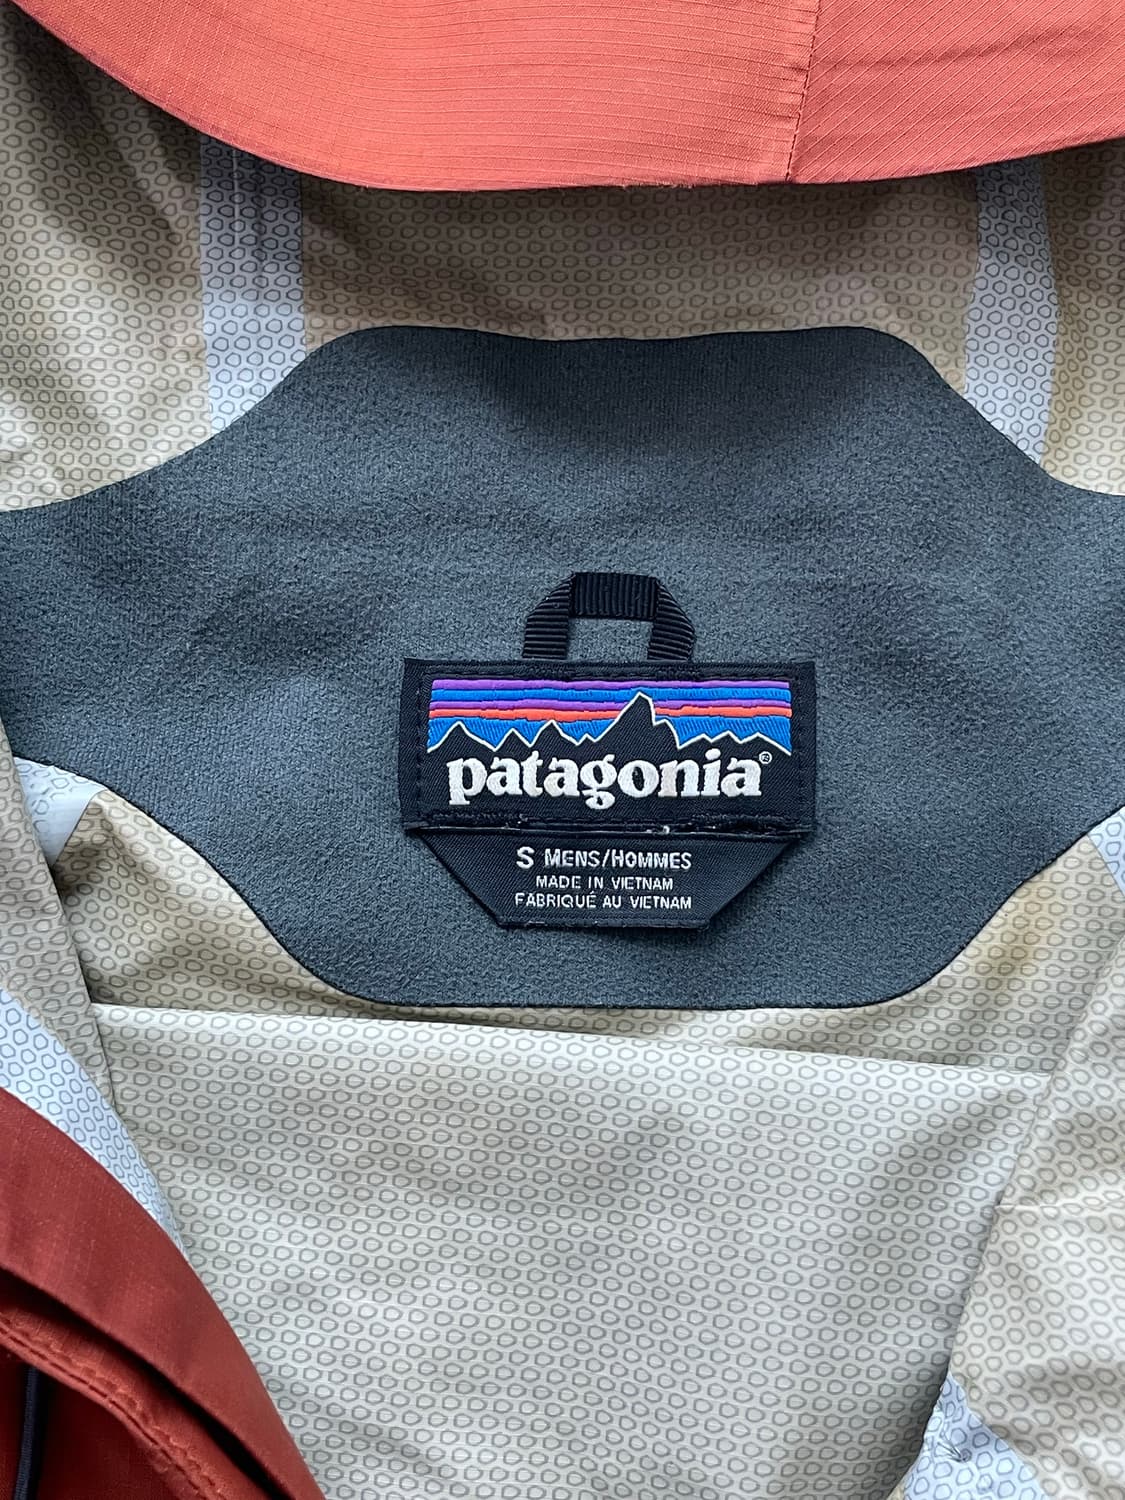 patagonia®
S MENS/HOMMES
MADE IN VIETNAM
FABRIQUÉ AU VIETNAM